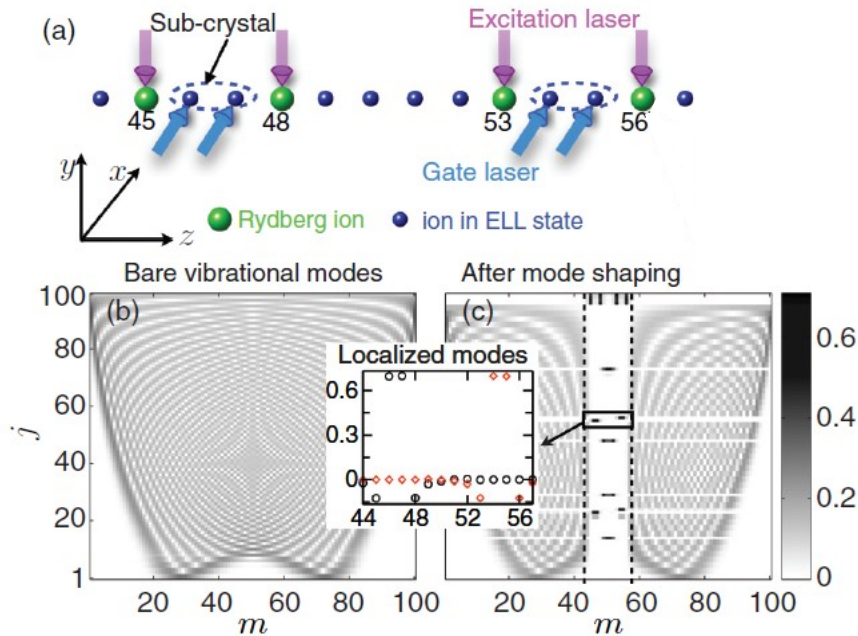 (a)
Sub-crystal
Excitation laser
45
48
53
56
Gate laser
y
x
z
Rydberg ion
ion in ELL state
Bare vibrational modes
After mode shaping
(b)
(c)
j
100
80
60
40
20
1
20 40 60 80 100
m
Localized modes
0.6
0.3
0
44 48 52 56
20 40 60 80 100
m
0.6
0.4
0.2
0